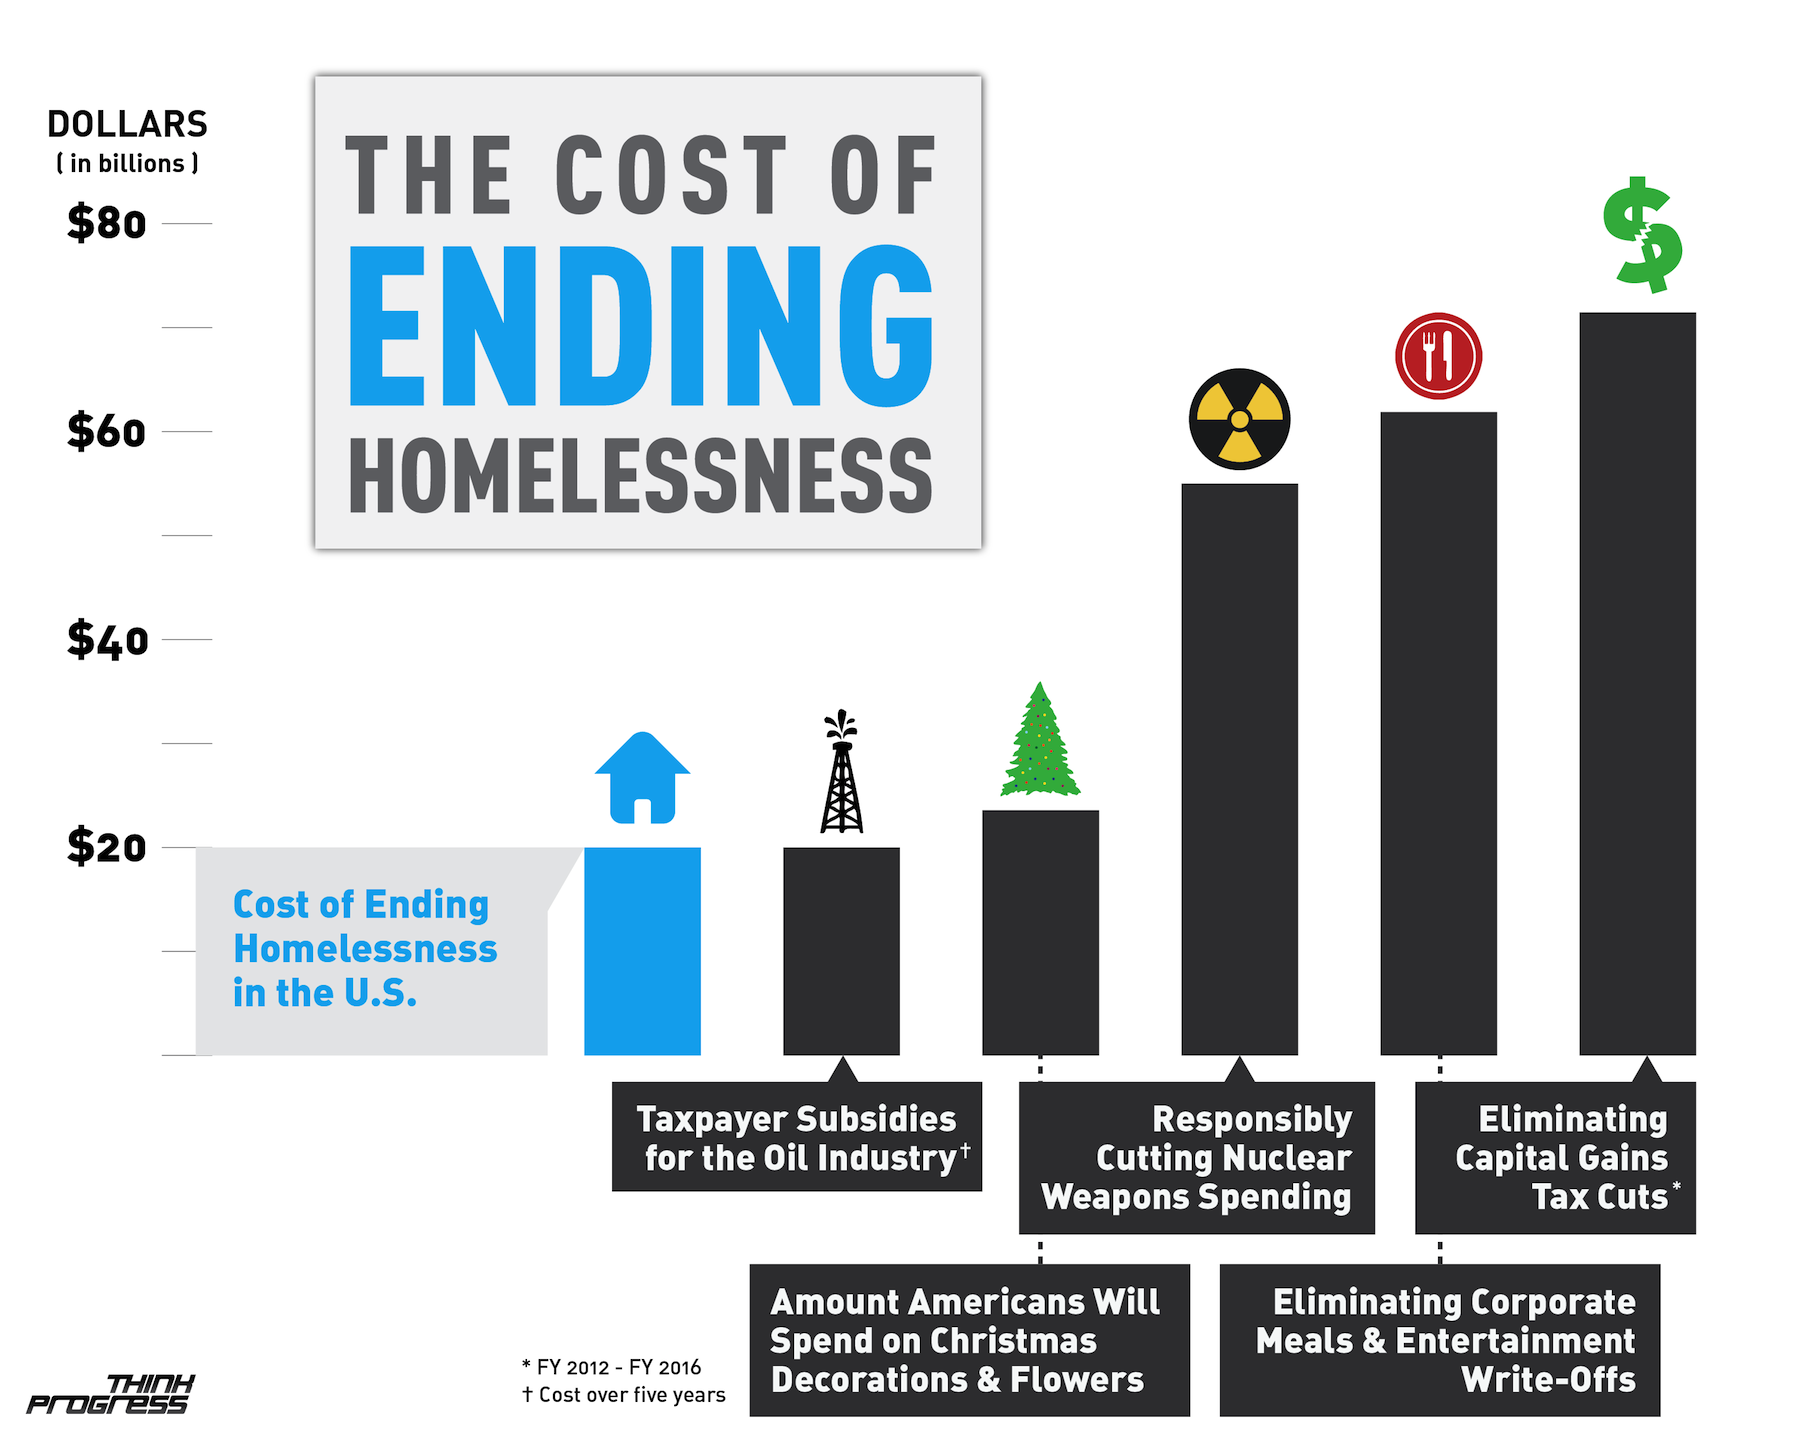 DOLLARS
( in billions )
$80
$60
$40
$20
THE COST OF
ENDING
HOMELESSNESS
Cost of Ending
Homelessness
in the U.S.
Taxpayer Subsidies
for the Oil Industry†
Responsibly
Cutting Nuclear
Weapons Spending
Eliminating
Capital Gains
Tax Cuts*
Amount Americans Will
Spend on Christmas
Decorations & Flowers
Eliminating Corporate
Meals & Entertainment
Write-Offs
* FY 2012 - FY 2016
† Cost over five years
THINK
PROGRESS